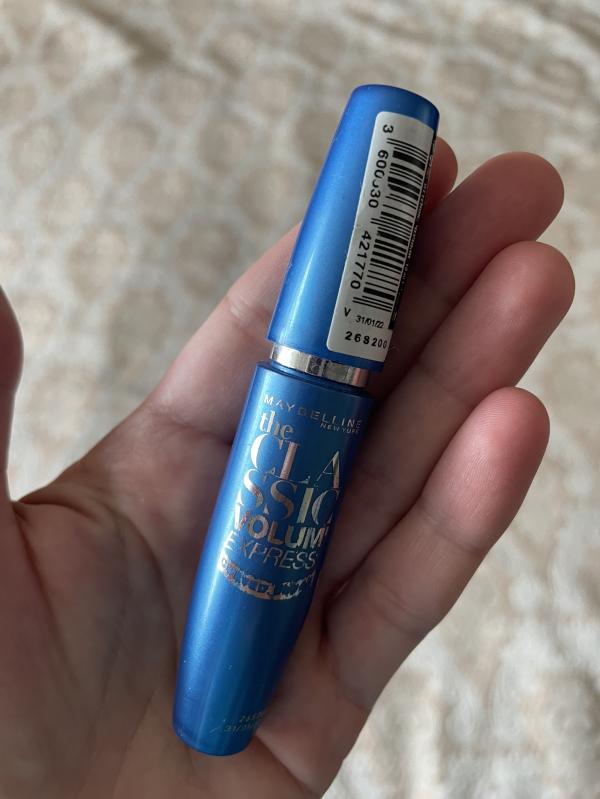 3 600530 421770
V 31/01/22
268200
MAYBELLINE
NEW YORK
the
CLA
SSIC
VOLUM'
EXPRESS